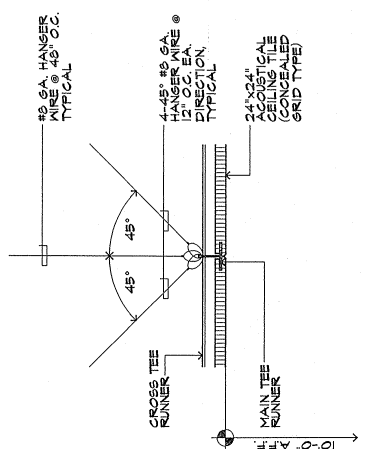 #8 GA. HANGER
WIRE @ 48" O.C.
TYPICAL
4-45° #8 GA.
HANGER WIRE @
12" O.C. EA.
DIRECTION,
TYPICAL
24"x24"
ACOUSTICAL
CEILING TILE
(CONCEALED
GRID TYPE)
45°
45°
CROSS TEE
RUNNER
MAIN TEE
RUNNER
10'-0" A.F.F.